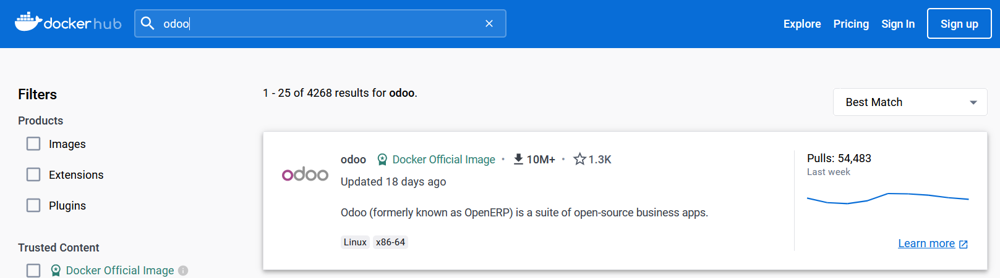 docker hub
odoo
Explore
Pricing
Sign In
Sign up
Filters
Products
Images
Extensions
Plugins
Trusted Content
Docker Official Image
1 - 25 of 4268 results for odoo.
Best Match
odoo
odoo Docker Official Image • 10M+ • 1.3K
Updated 18 days ago
Odoo (formerly known as OpenERP) is a suite of open-source business apps.
Linux x86-64
Pulls: 54,483
Last week
Learn more